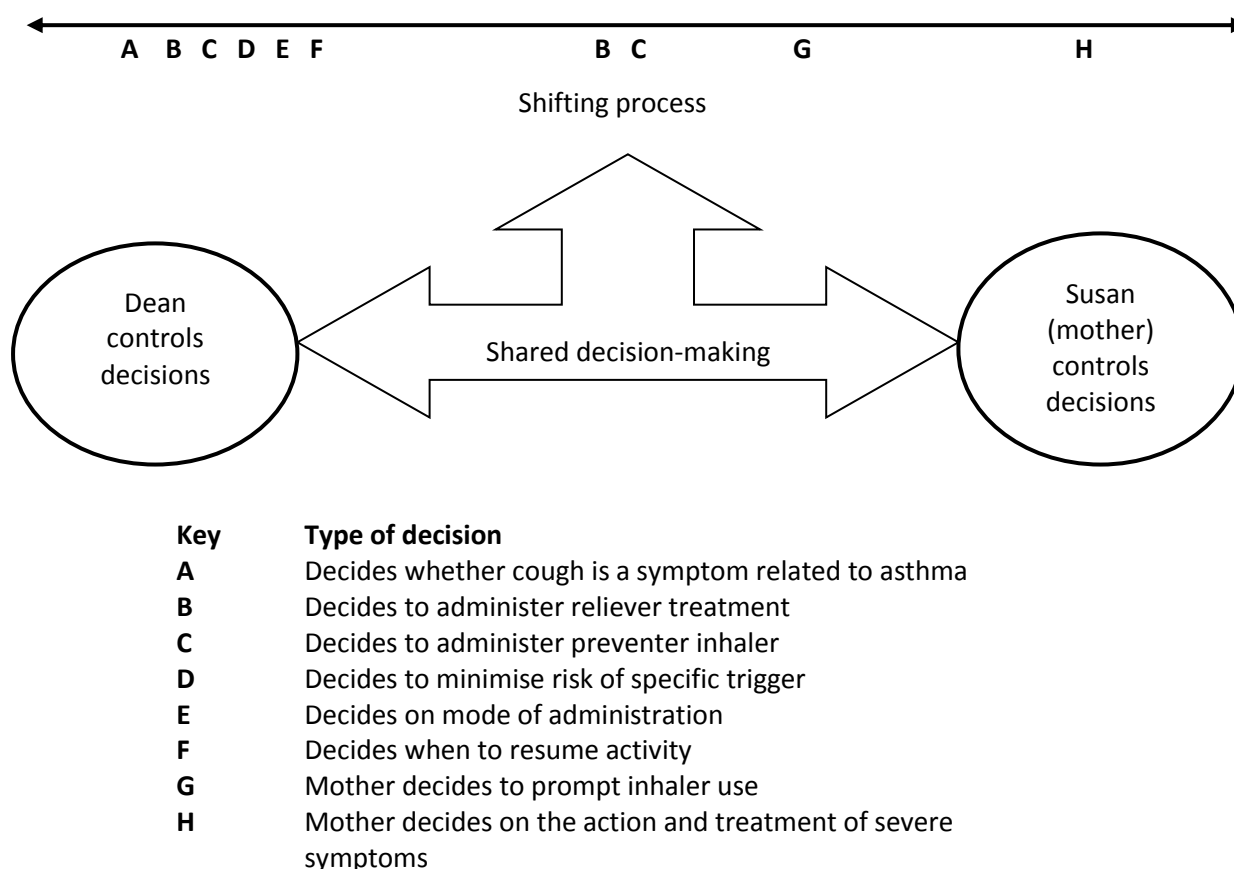 A B C D E F B C G H
Shifting process
Dean
controls
decisions
Shared decision-making
Susan
(mother)
controls
decisions
Key Type of decision
A Decides whether cough is a symptom related to asthma
B Decides to administer reliever treatment
C Decides to administer preventer inhaler
D Decides to minimise risk of specific trigger
E Decides on mode of administration
F Decides when to resume activity
G Mother decides to prompt inhaler use
H Mother decides on the action and treatment of severe
symptoms